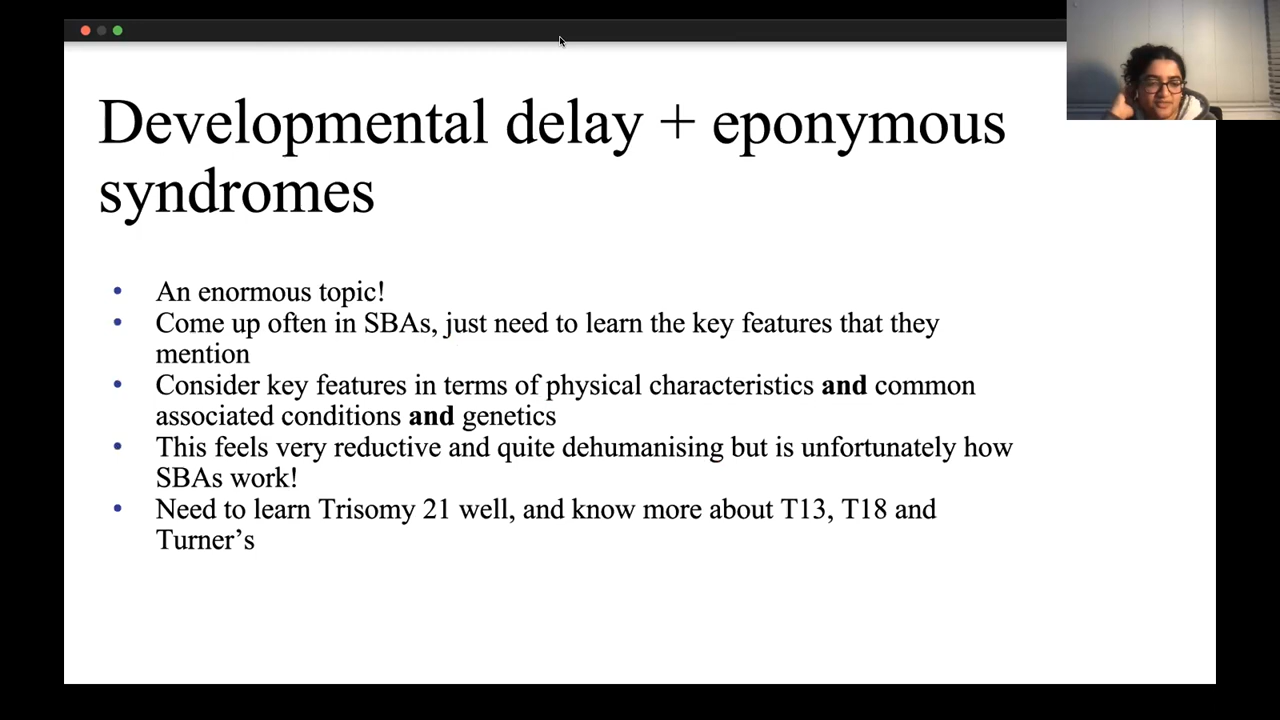 Developmental delay + eponymous
syndromes
• An enormous topic!
• Come up often in SBAs, just need to learn the key features that they
mention
• Consider key features in terms of physical characteristics and common
associated conditions and genetics
• This feels very reductive and quite dehumanising but is unfortunately how
SBAs work!
• Need to learn Trisomy 21 well, and know more about T13, T18 and
Turner’s